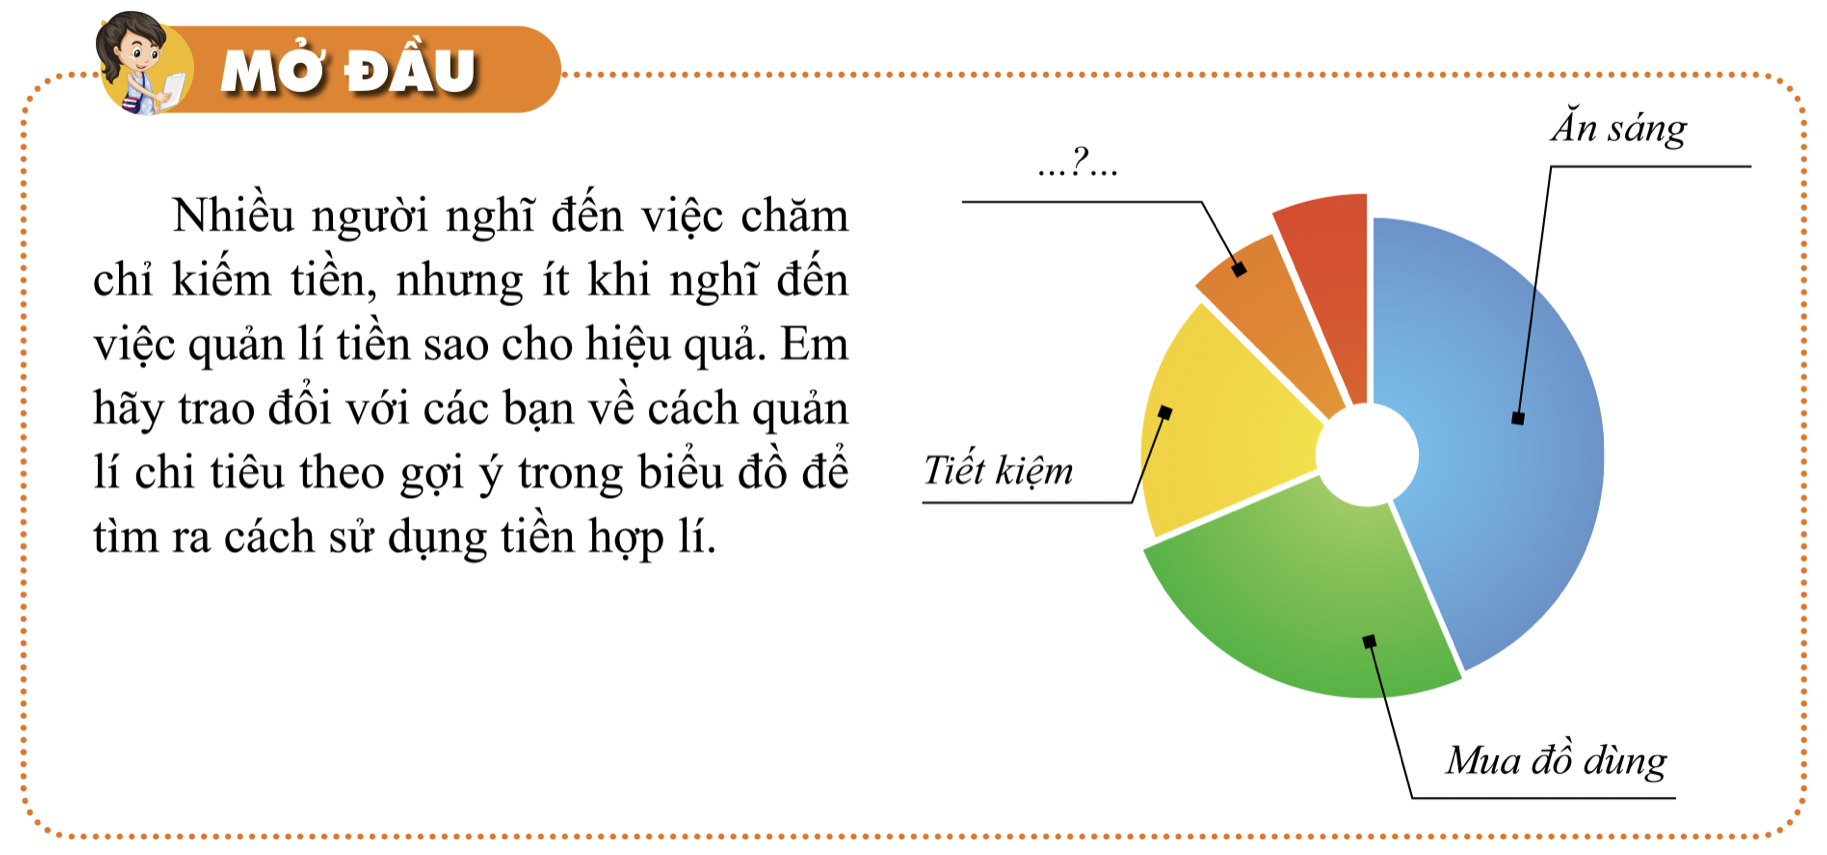 MỞ ĐẦU
Nhiều người nghĩ đến việc chăm
chỉ kiếm tiền, nhưng ít khi nghĩ đến
việc quản lí tiền sao cho hiệu quả. Em
hãy trao đổi với các bạn về cách quản
lí chi tiêu theo gợi ý trong biểu đồ để
tìm ra cách sử dụng tiền hợp lí.
Ăn sáng
...?...
Tiết kiệm
Mua đồ dùng